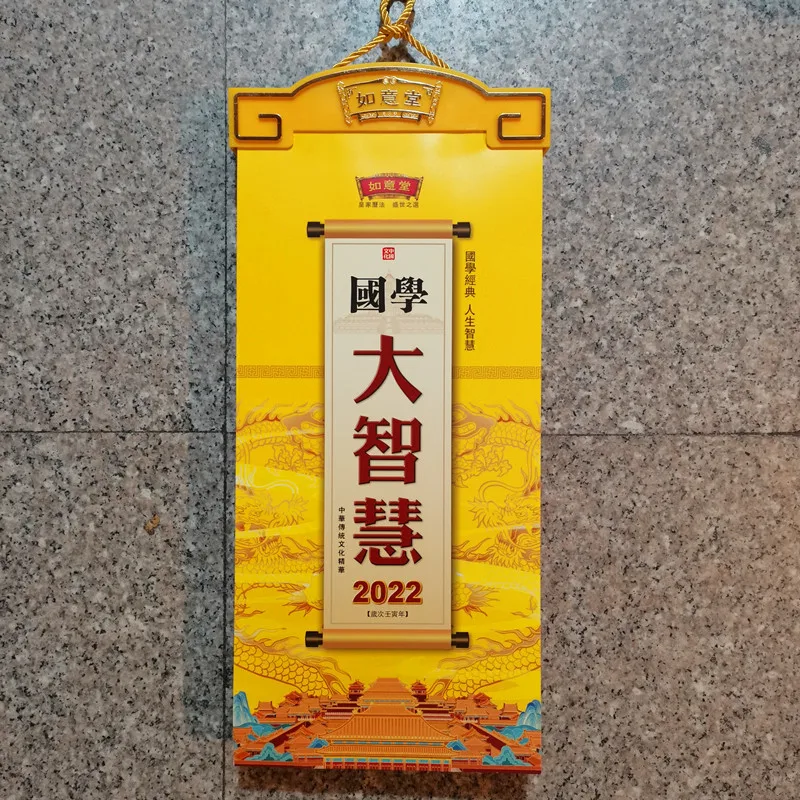 如意堂
如意堂
皇家曆法 盛世之選
中國文化
國學
大智慧
2022
【歲次壬寅年】
國學經典 人生智慧
中華傳統文化精華